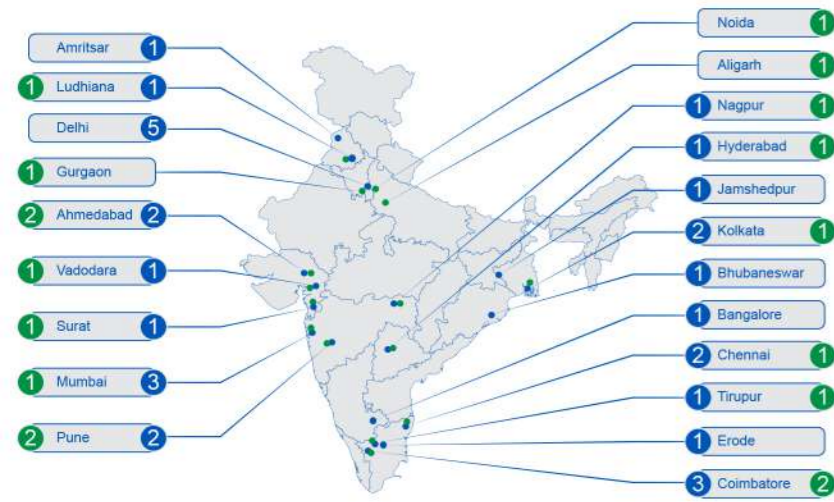 Amritsar 1
1 Ludhiana 1
Delhi 5
1 Gurgaon
2 Ahmedabad 2
1 Vadodara 1
1 Surat 1
1 Mumbai 3
2 Pune 2
Noida 1
Aligarh 1
1 Nagpur 1
1 Hyderabad 1
1 Jamshedpur
2 Kolkata 1
1 Bhubaneswar
1 Bangalore
2 Chennai 1
1 Tirupur 1
1 Erode
3 Coimbatore 2